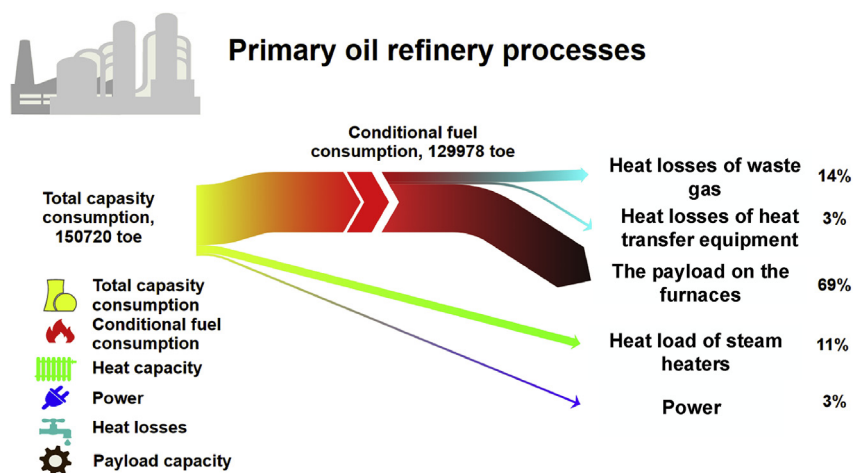 Primary oil refinery processes
Conditional fuel
consumption, 129978 toe
Total capasity
consumption,
150720 toe
Heat losses of waste
gas
14%
Heat losses of heat
transfer equipment
3%
The payload on the
furnaces
69%
Heat load of steam
heaters
11%
Power
3%
Total capasity
consumption
Conditional fuel
consumption
Heat capacity
Power
Heat losses
Payload capacity